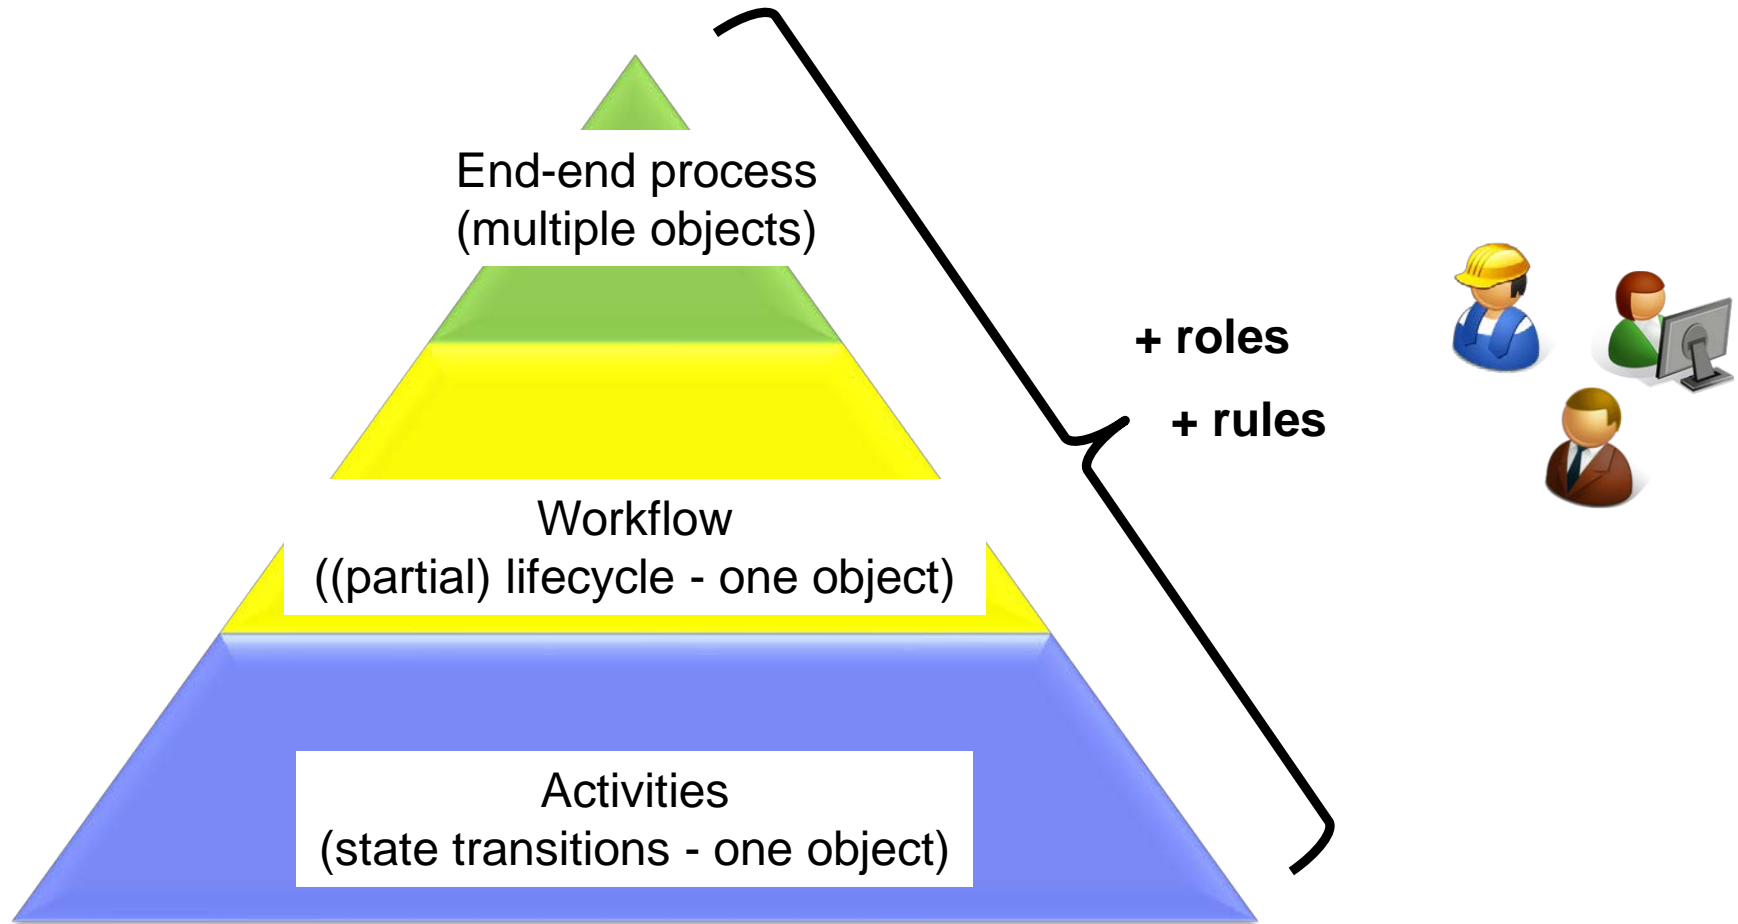 End-end process
(multiple objects)
+ roles
+ rules
Workflow
((partial) lifecycle - one object)
Activities
(state transitions - one object)